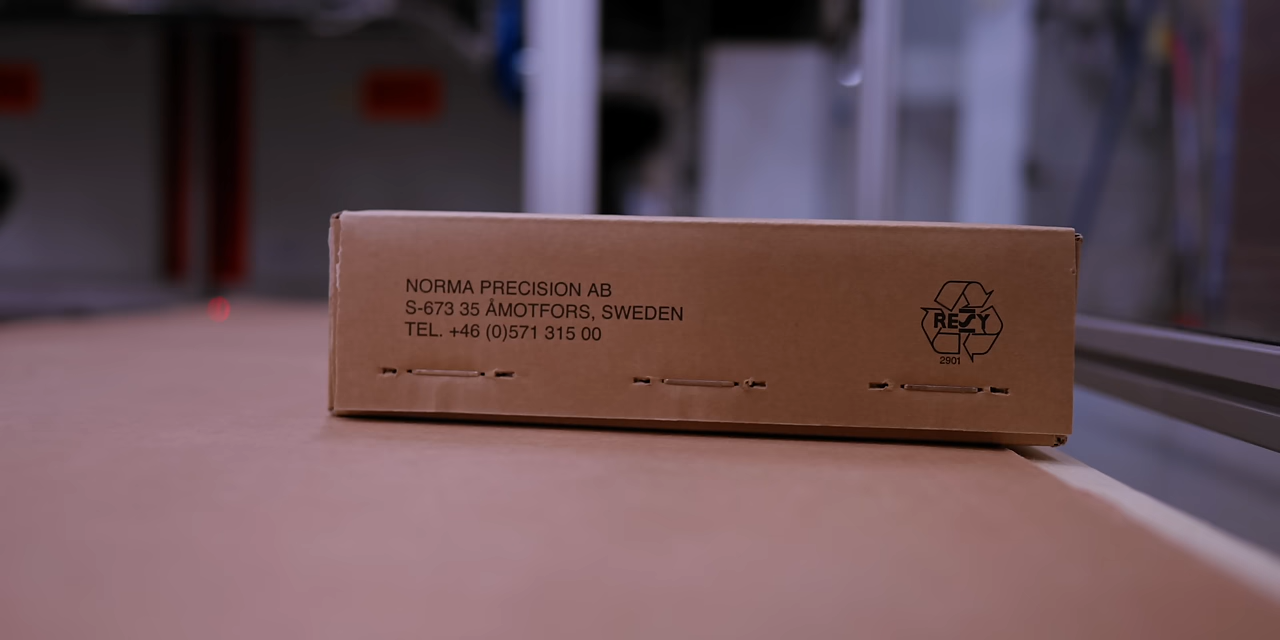 NORMA PRECISION AB
S-673 35 ÅMOTFORS, SWEDEN
TEL. +46 (0)571 315 00
RESY
2901